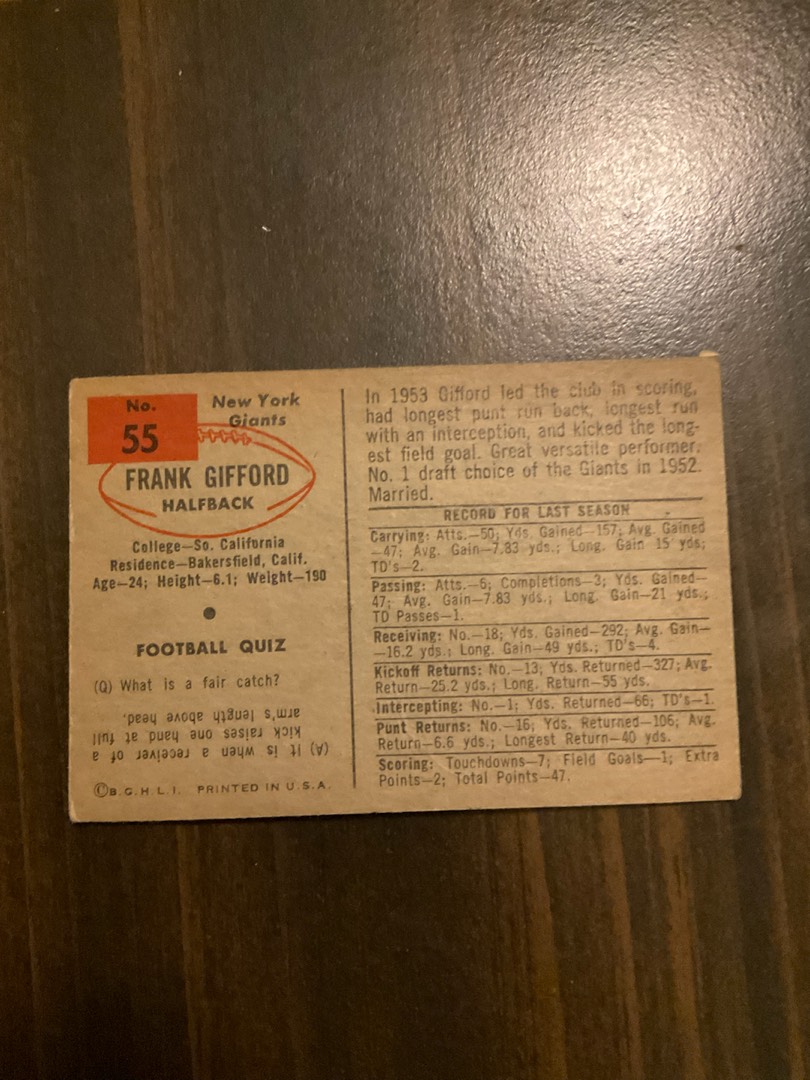 No.
55
New York
Giants
FRANK GIFFORD
HALFBACK
College—So. California
Residence—Bakersfield, Calif.
Age—24; Height—6.1; Weight—190
FOOTBALL QUIZ
(Q) What is a fair catch?
(A) It is when a receiver of a
kick raises one hand at full
arm's length above head.
©B.G.H.L.I. PRINTED IN U.S.A.
In 1953 Gifford led the club in scoring,
had longest punt run back, longest run
with an interception, and kicked the long-
est field goal. Great versatile performer.
No. 1 draft choice of the Giants in 1952.
Married.
RECORD FOR LAST SEASON
Carrying: Atts.—50; Yds. Gained—157; Avg. Gained
—47; Avg. Gain—7.83 yds.; Long. Gain 15 yds;
TD's—2.
Passing: Atts.—6; Completions—3; Yds. Gained—
47; Avg. Gain—7.83 yds.; Long. Gain—21 yds.;
TD Passes—1.
Receiving: No.—18; Yds. Gained—292; Avg. Gain—
—16.2 yds.; Long. Gain—49 yds.; TD's—4.
Kickoff Returns: No.—13, Yds. Returned—327; Avg.
Return—25.2 yds.; Long. Return—55 yds.
Intercepting: No.—1; Yds. Returned—66; TD's—1.
Punt Returns: No.—16; Yds. Returned—106; Avg.
Return—6.6 yds.; Longest Return—40 yds.
Scoring: Touchdowns—7; Field Goals—1; Extra
Points—2; Total Points—47.